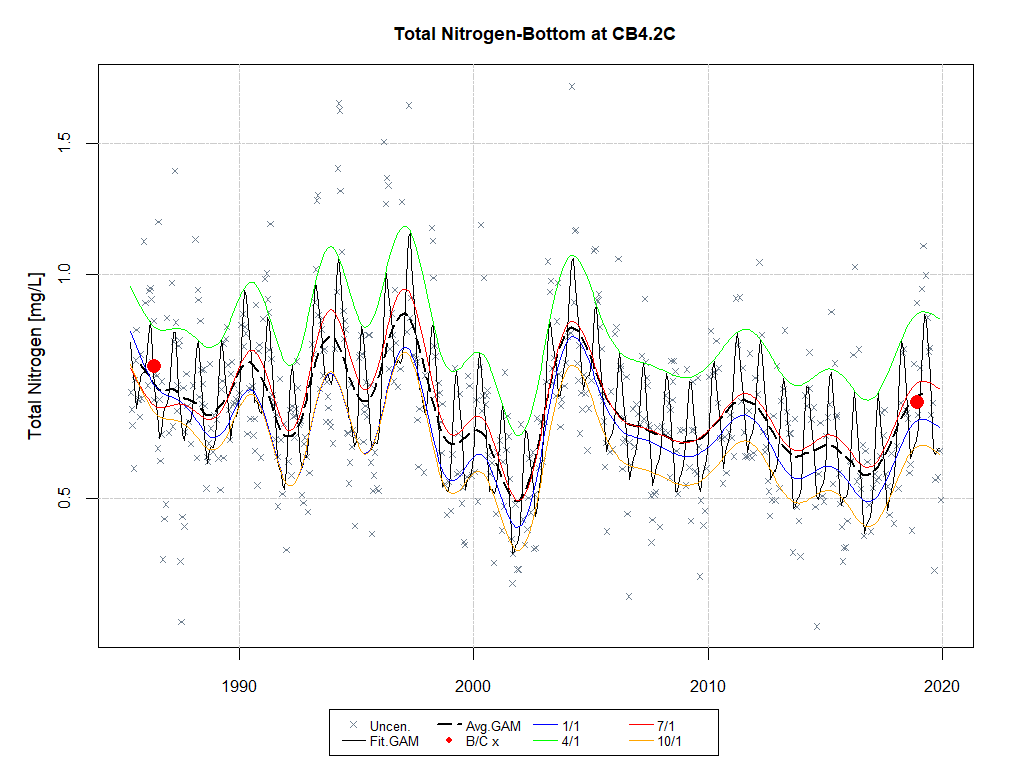 Total Nitrogen-Bottom at CB4.2C
Total Nitrogen [mg/L]
1.5
1.0
0.5
1990 2000 2010 2020
Uncen. Avg.GAM 1/1 7/1
Fit.GAM B/C x 4/1 10/1